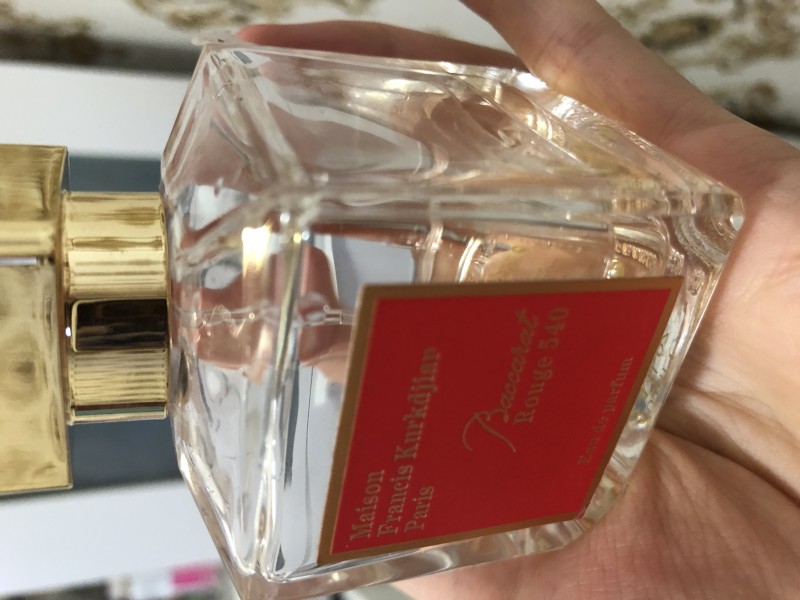 Maison
Francis Kurkdjian
Paris
Baccarat
Rouge 540
Eau de parfum